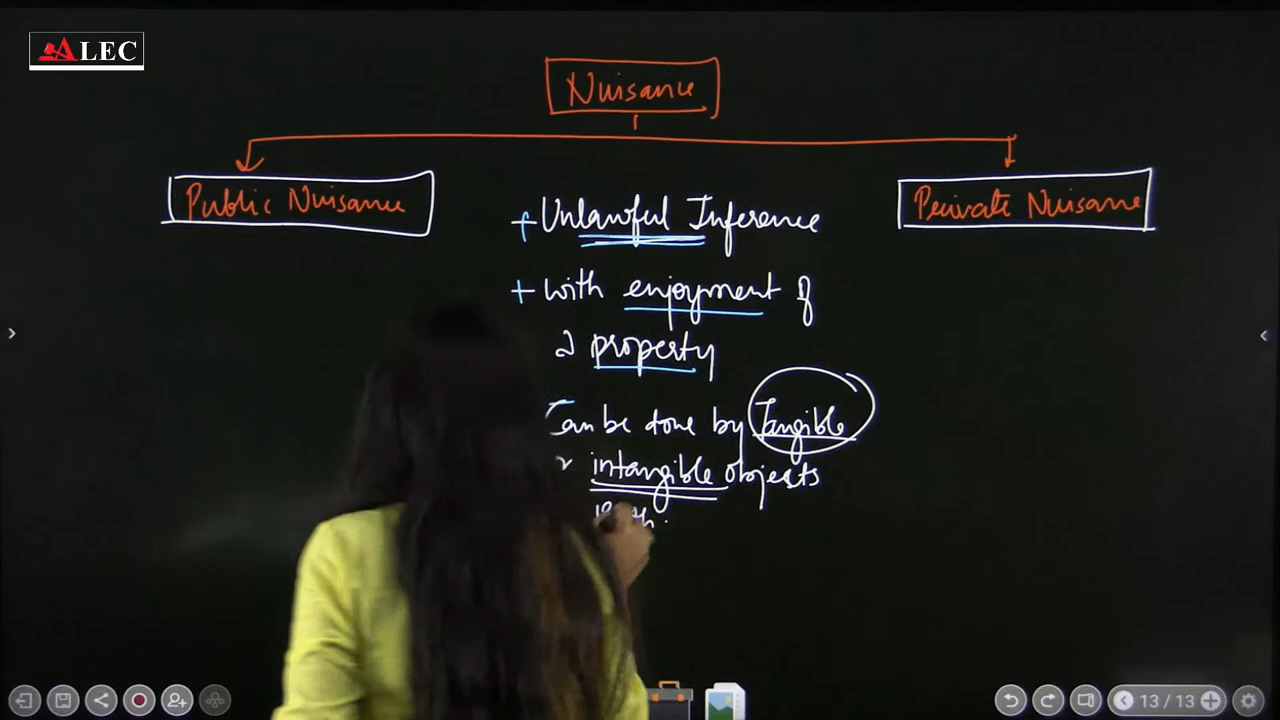 ALEC
Nuisance
Public Nuisance
Private Nuisance
+ Unlawful Inference
+ with enjoyment of
a property
Can be done by Tangible
intangible objects
13 / 13